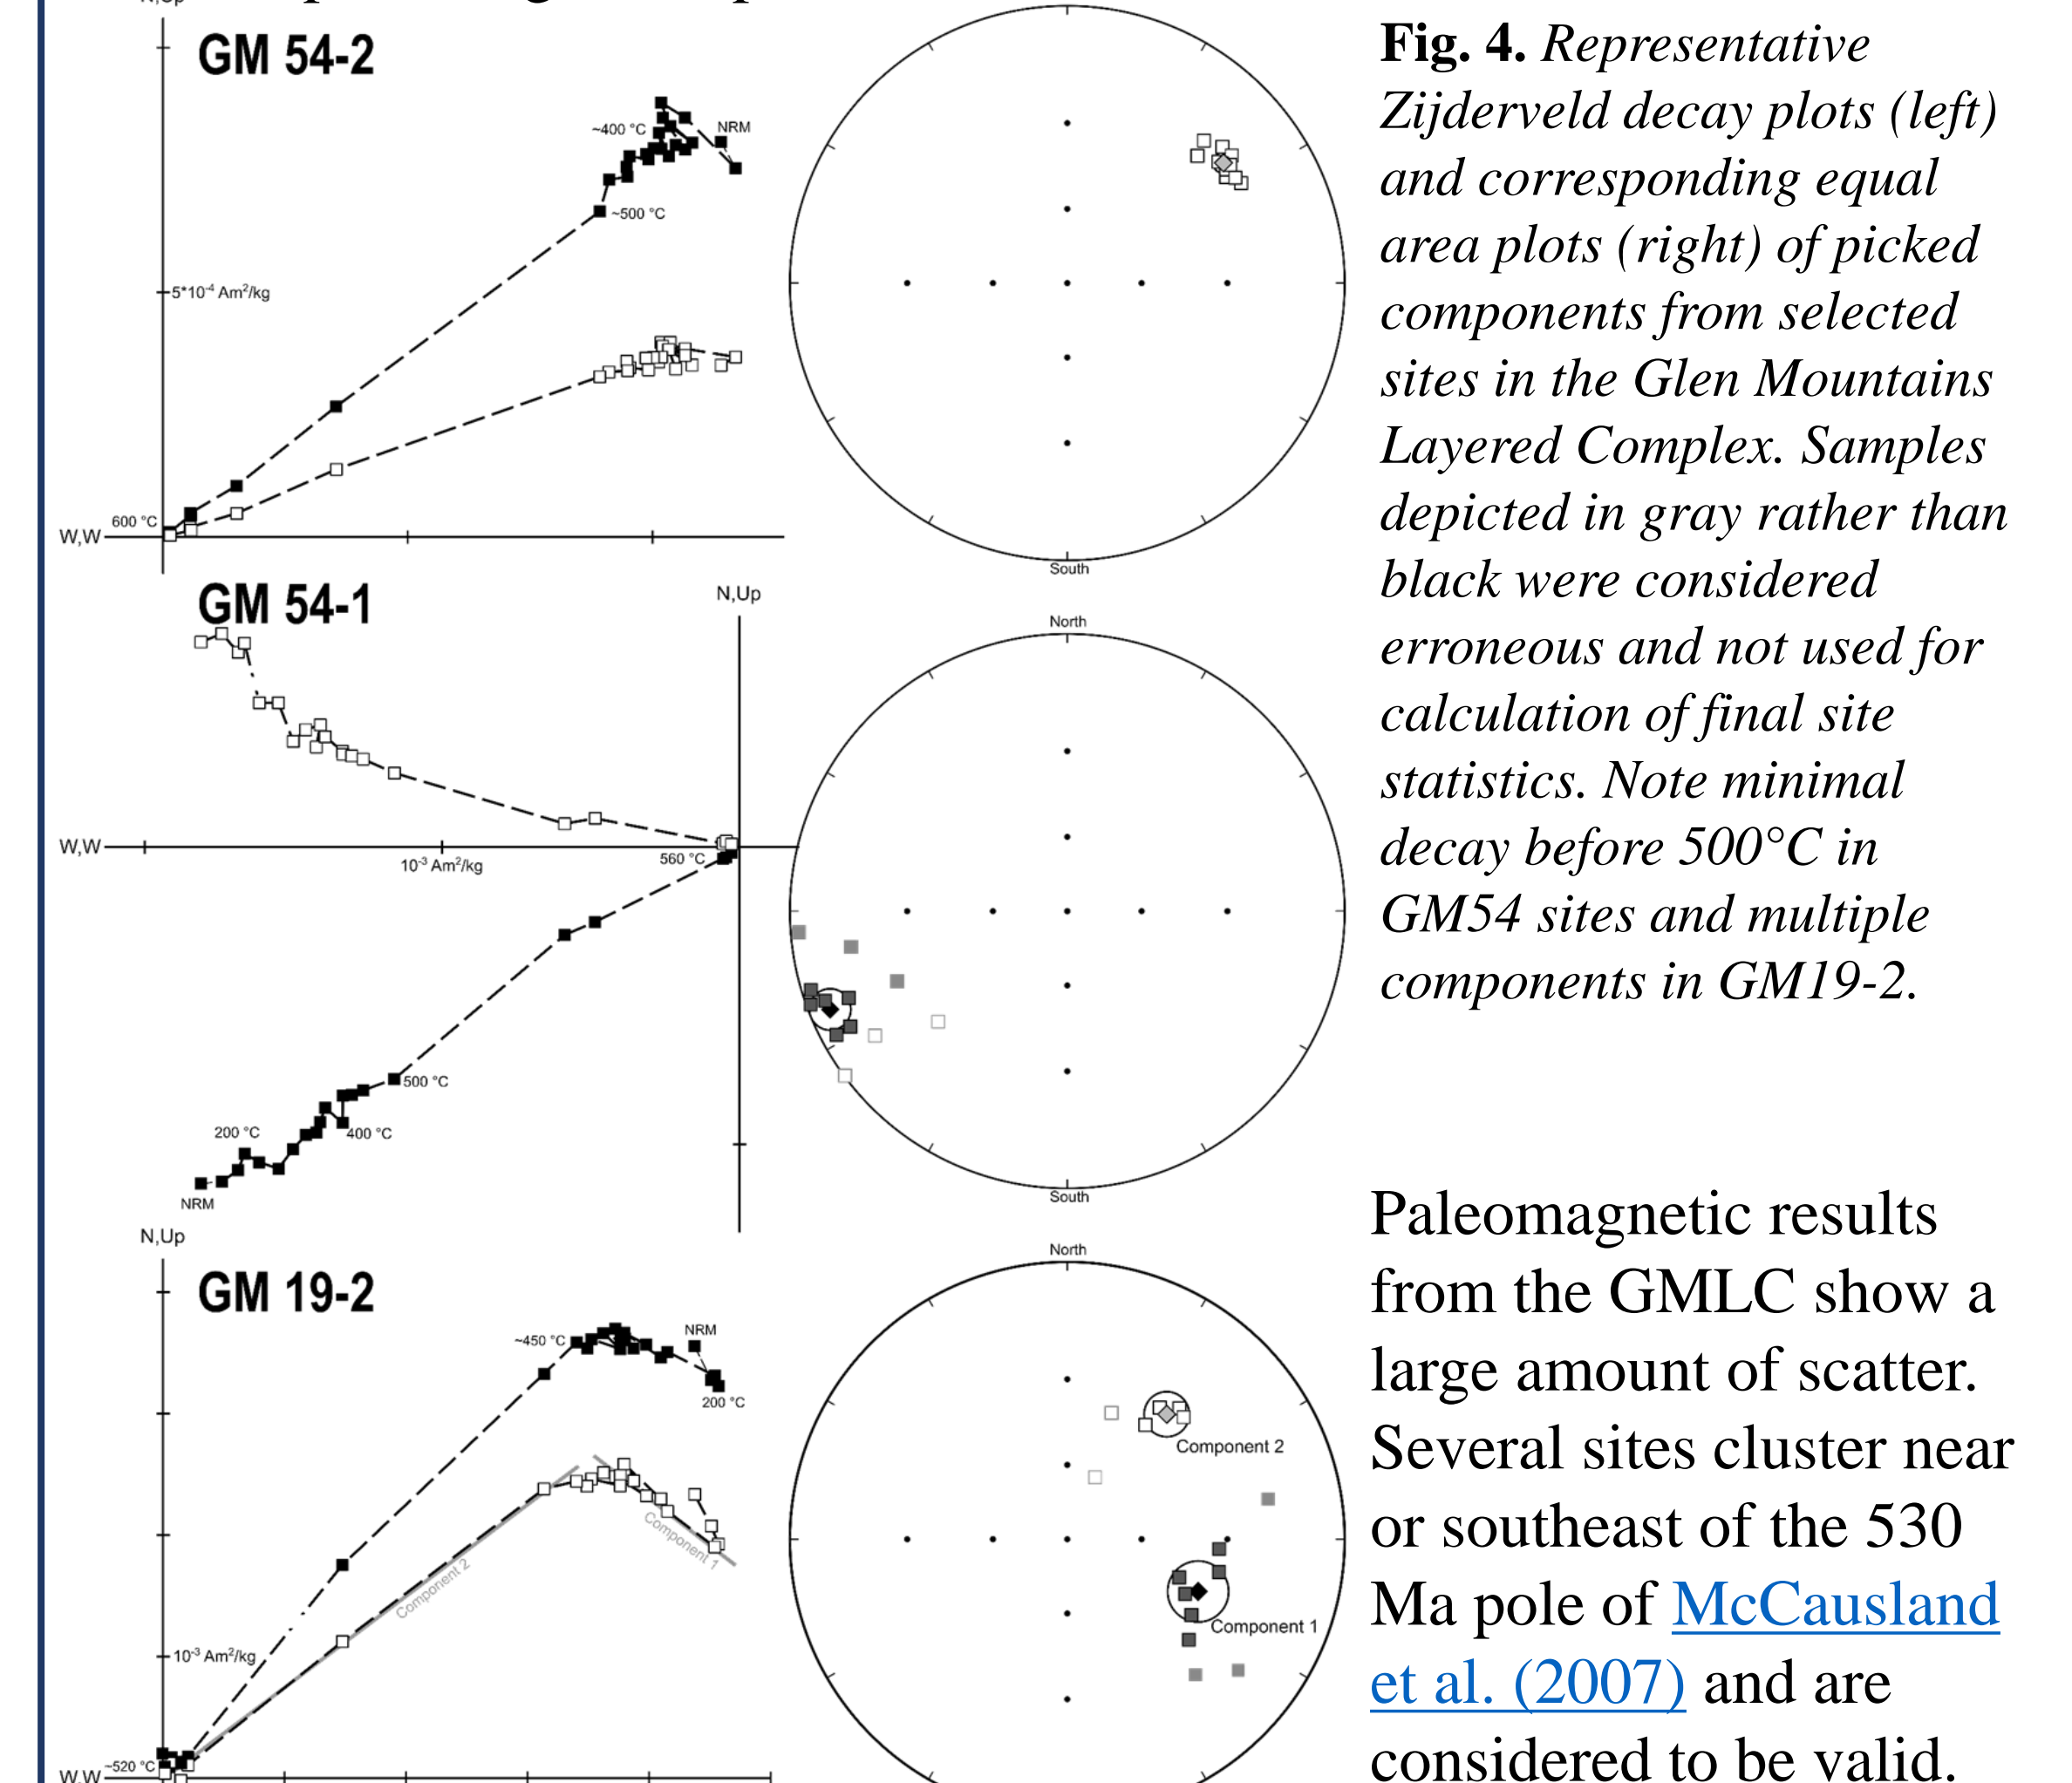 N,Up
GM 54-2
~400 °C
NRM
~500 °C
5*10⁻⁴ Am²/kg
600 °C
W,W
South
GM 54-1
N,Up
North
W,W
10⁻³ Am²/kg
560 °C
500 °C
200 °C
400 °C
NRM
South
N,Up
North
GM 19-2
~450 °C
NRM
200 °C
Component 2
Component 1
Component 2
Component 1
10⁻³ Am²/kg
~520 °C
W,W
Fig. 4. Representative
Zijderveld decay plots (left)
and corresponding equal
area plots (right) of picked
components from selected
sites in the Glen Mountains
Layered Complex. Samples
depicted in gray rather than
black were considered
erroneous and not used for
calculation of final site
statistics. Note minimal
decay before 500°C in
GM54 sites and multiple
components in GM19-2.
Paleomagnetic results
from the GMLC show a
large amount of scatter.
Several sites cluster near
or southeast of the 530
Ma pole of McCausland
et al. (2007) and are
considered to be valid.